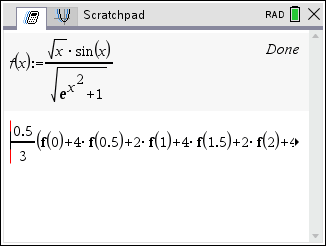 Scratchpad RAD
f(x):=√x·sin(x)/√(e^(x^2)+1) Done
0.5/3(f(0)+4·f(0.5)+2·f(1)+4·f(1.5)+2·f(2)+4